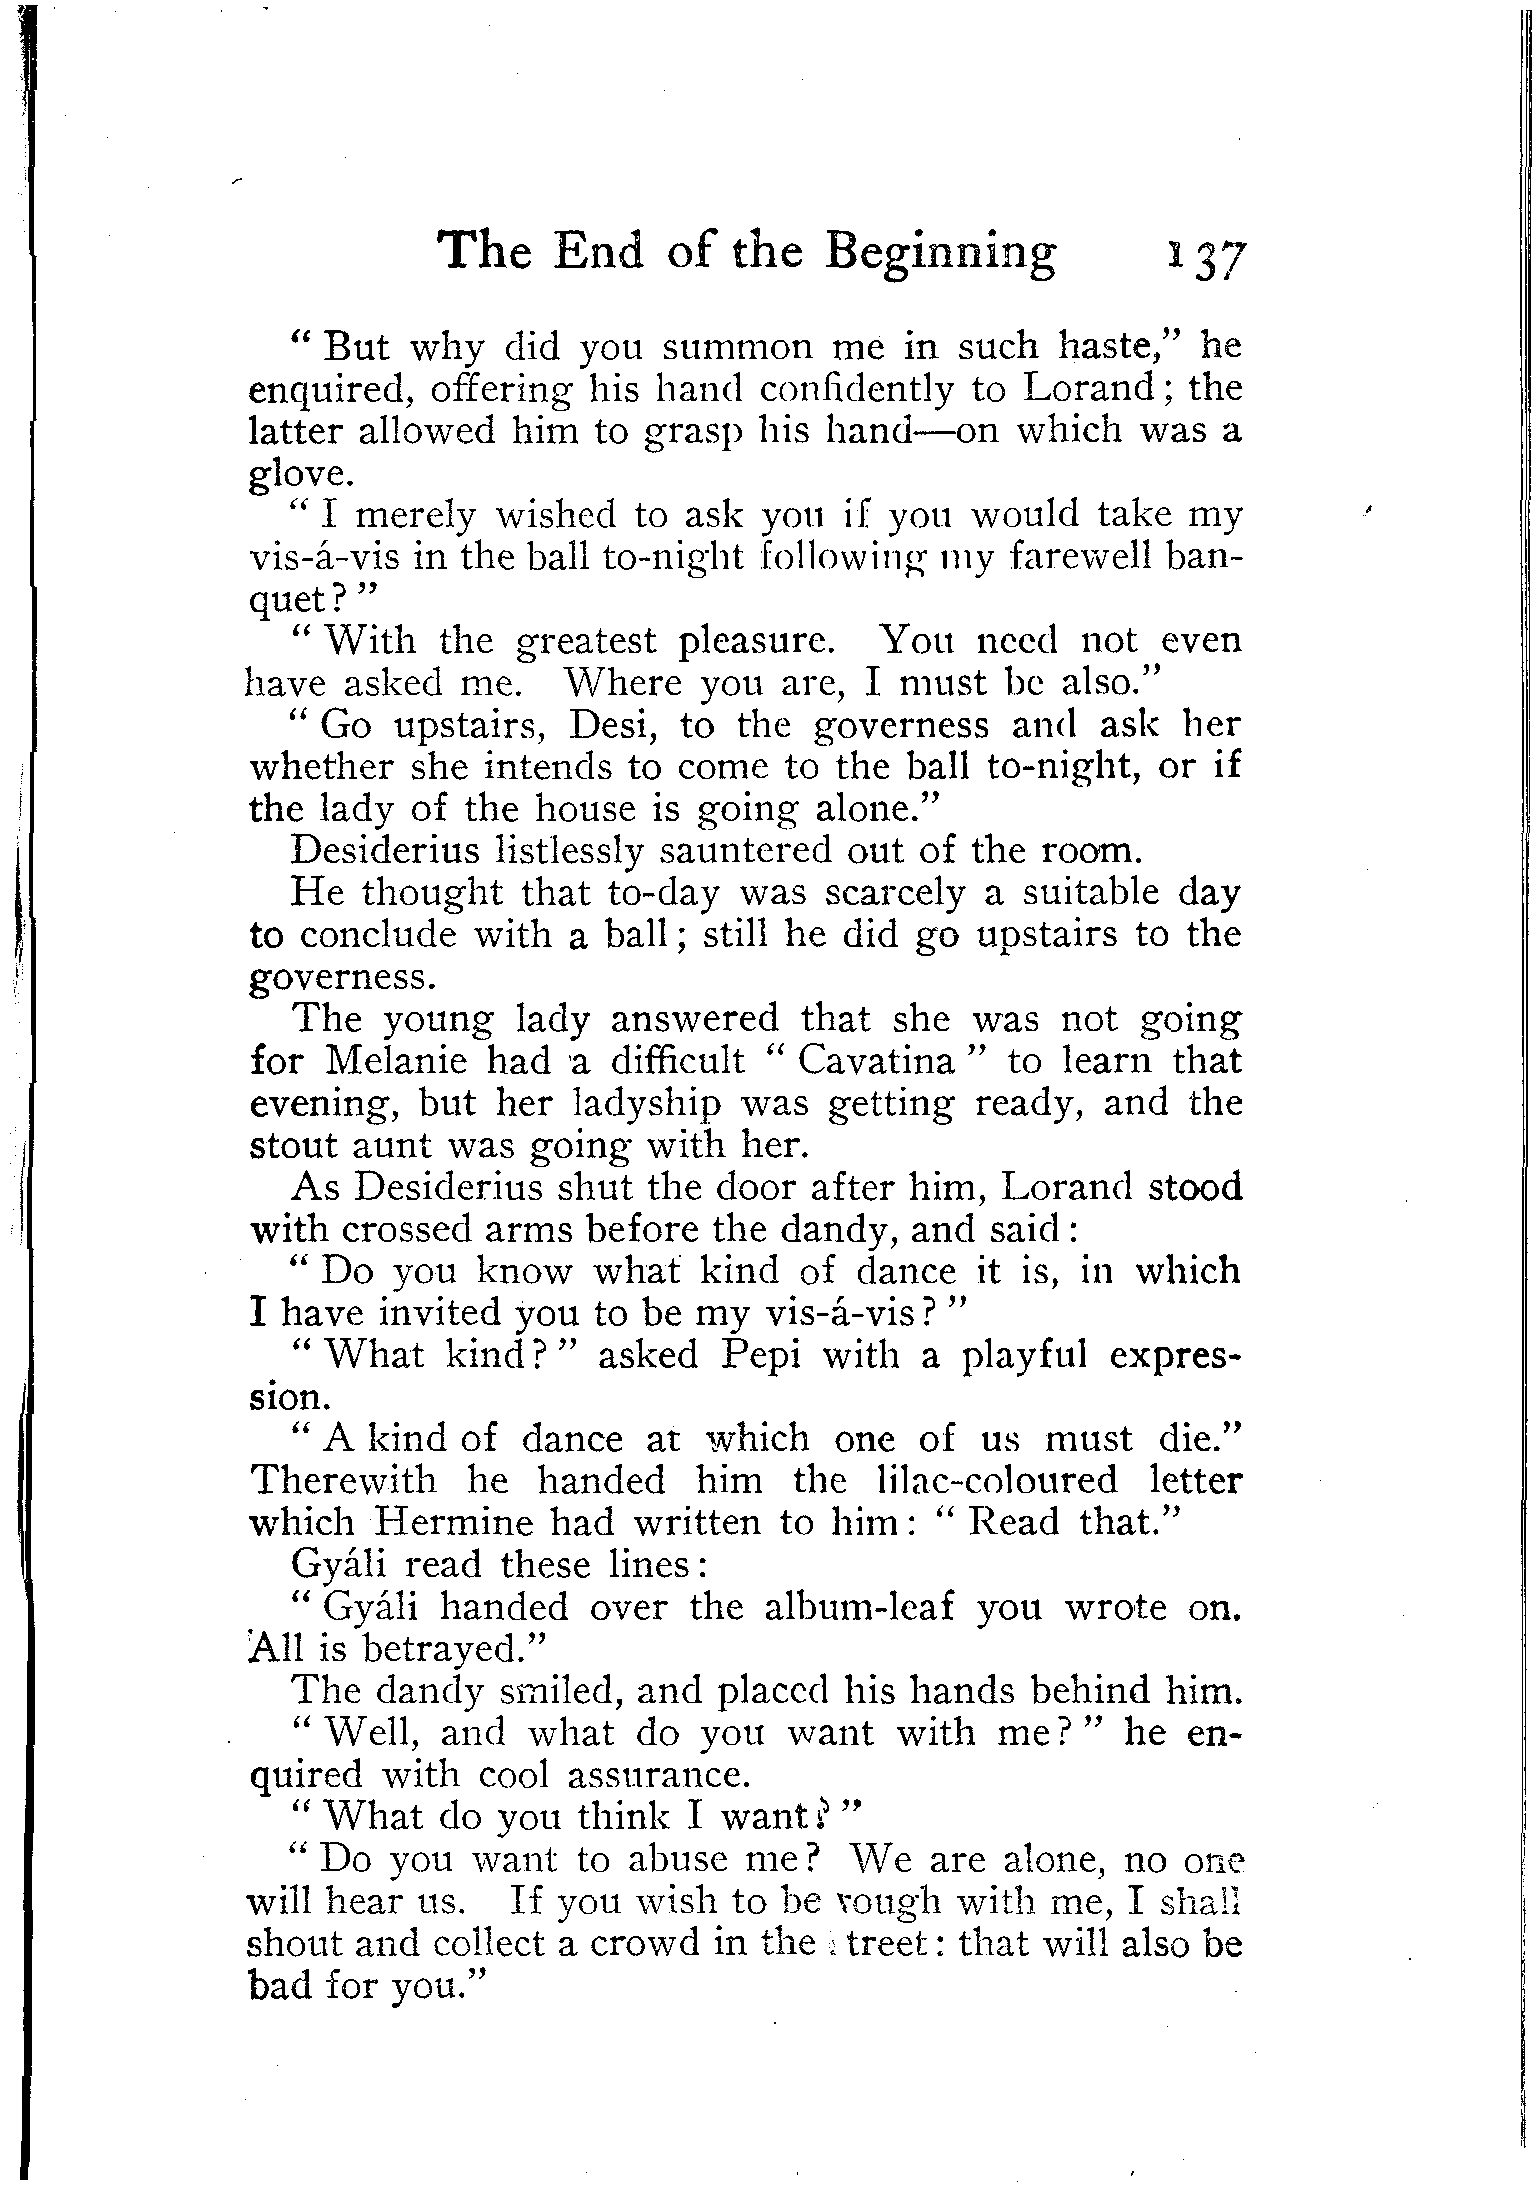 The End of the Beginning 137
" But why did you summon me in such haste," he
enquired, offering his hand confidently to Lorand; the
latter allowed him to grasp his hand—on which was a
glove.
" I merely wished to ask you if you would take my
vis-á-vis in the ball to-night following my farewell ban-
quet? "
" With the greatest pleasure. You need not even
have asked me. Where you are, I must be also."
" Go upstairs, Desi, to the governess and ask her
whether she intends to come to the ball to-night, or if
the lady of the house is going alone."
Desiderius listlessly sauntered out of the room.
He thought that to-day was scarcely a suitable day
to conclude with a ball; still he did go upstairs to the
governess.
The young lady answered that she was not going
for Melanie had a difficult " Cavatina " to learn that
evening, but her ladyship was getting ready, and the
stout aunt was going with her.
As Desiderius shut the door after him, Lorand stood
with crossed arms before the dandy, and said:
" Do you know what kind of dance it is, in which
I have invited you to be my vis-á-vis? "
" What kind? " asked Pepi with a playful expres-
sion.
" A kind of dance at which one of us must die."
Therewith he handed him the lilac-coloured letter
which Hermine had written to him: " Read that."
Gyáli read these lines:
" Gyáli handed over the album-leaf you wrote on.
All is betrayed."
The dandy smiled, and placed his hands behind him.
" Well, and what do you want with me? " he en-
quired with cool assurance.
" What do you think I want? "
" Do you want to abuse me? We are alone, no one
will hear us. If you wish to be rough with me, I shall
shout and collect a crowd in the street: that will also be
bad for you."